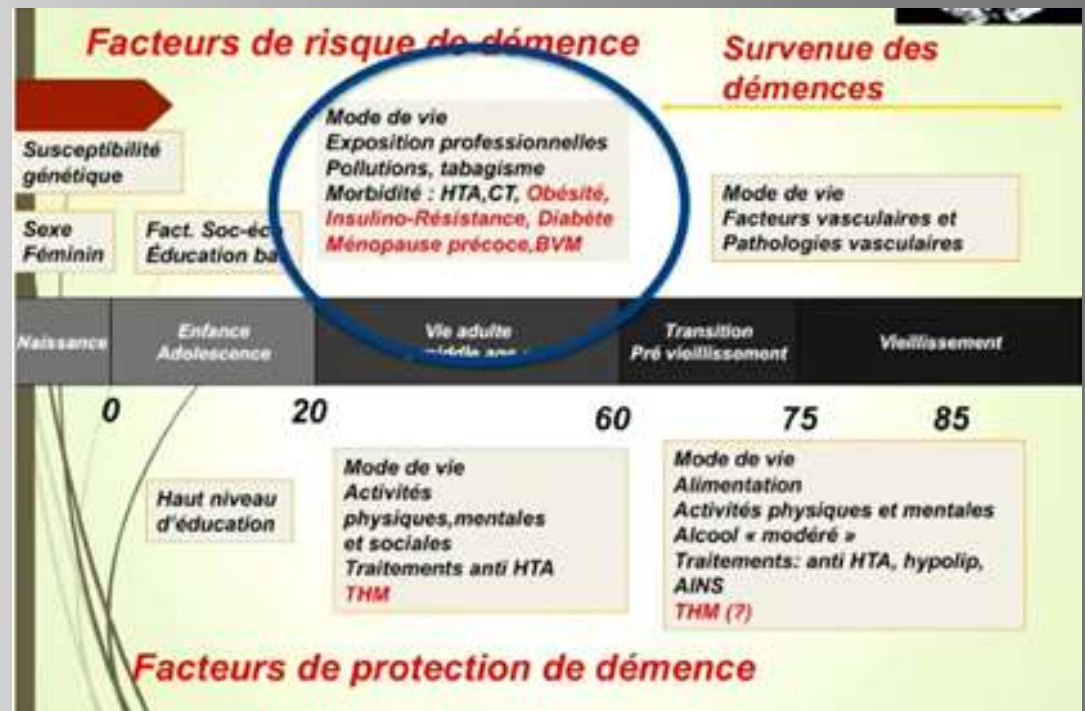 Facteurs de risque de démence
Survenue des
démences
Susceptibilité
génétique
Sexe
Féminin
Fact. Soc-éc
Éducation ba
Mode de vie
Exposition professionnelles
Pollutions, tabagisme
Morbidité : HTA,CT, Obésité,
Insulino-Résistance, Diabète
Ménopause précoce,BVM
Mode de vie
Facteurs vasculaires et
Pathologies vasculaires
Naissance
Enfance
Adolescence
Vie adulte
middle age
Transition
Pré vieillissement
Vieillissement
0 20 60 75 85
Haut niveau
d'éducation
Mode de vie
Activités
physiques,mentales
et sociales
Traitements anti HTA
THM
Mode de vie
Alimentation
Activités physiques et mentales
Alcool « modéré »
Traitements: anti HTA, hypolip,
AINS
THM (?)
Facteurs de protection de démence